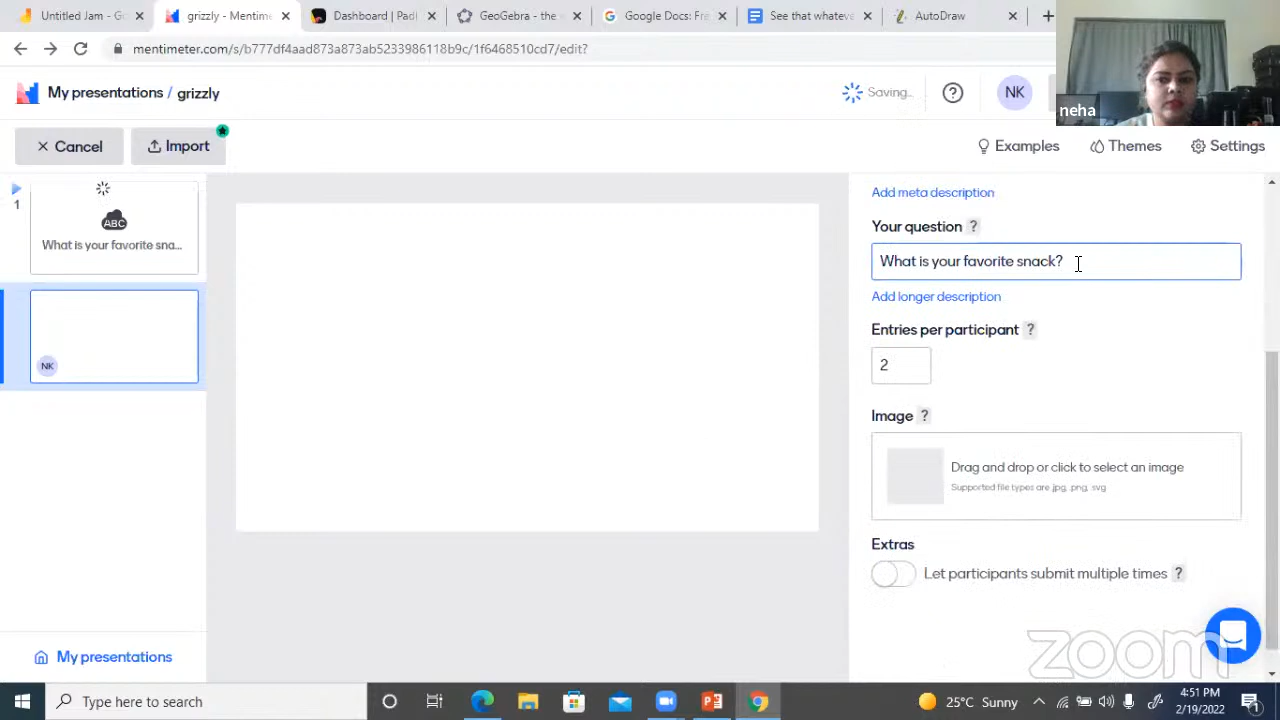 Untitled Jam - G
grizzly - Mentime
Dashboard | Padl
GeoGebra - the w
Google Docs: Fre
See that whateve
AutoDraw
mentimeter.com/s/b777df4aad873a873ab5233986118b9c/1f6468510cd7/edit?
My presentations / grizzly
Saving..
?
NK
neha
Cancel
Import
Examples
Themes
Settings
1
ABC
What is your favorite sna...
NK
Add meta description
Your question ?
What is your favorite snack?
Add longer description
Entries per participant ?
2
Image ?
Drag and drop or click to select an image
Supported file types are jpg, png, svg
Extras
Let participants submit multiple times ?
zoom
My presentations
Type here to search
25°C Sunny
4:51 PM
2/19/2022
1